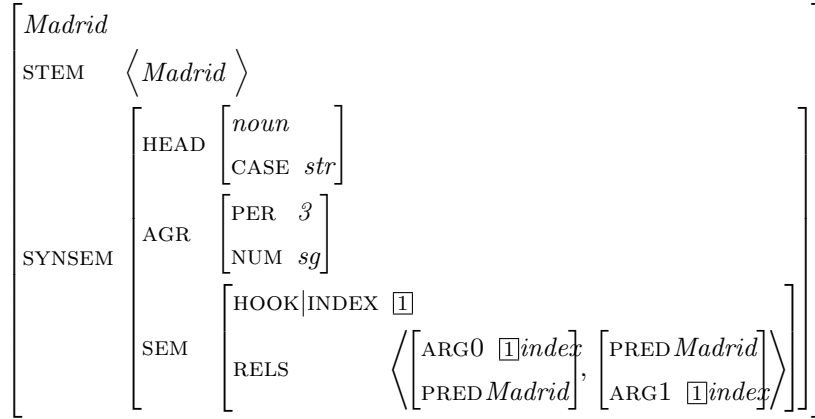 Madrid
STEM ⟨Madrid⟩
HEAD noun
CASE str
AGR PER 3
NUM sg
SYNSEM
HOOK|INDEX 1
SEM
RELS ⟨[ARG0 1 index], [PRED Madrid]
[PRED Madrid], [ARG1 1 index]⟩